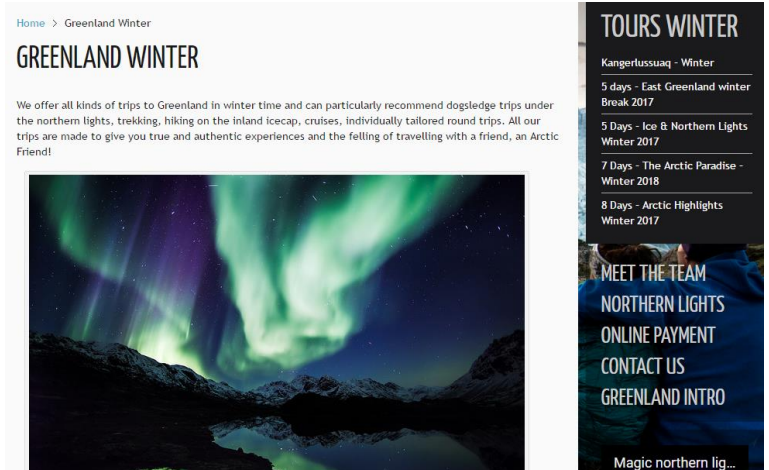 Home > Greenland Winter
GREENLAND WINTER
We offer all kinds of trips to Greenland in winter time and can particularly recommend dogsledge trips under
the northern lights, trekking, hiking on the inland icecap, cruises, individually tailored round trips. All our
trips are made to give you true and authentic experiences and the felling of travelling with a friend, an Arctic
Friend!
TOURS WINTER
Kangerlussuaq - Winter
5 days - East Greenland winter
Break 2017
5 Days - Ice & Northern Lights
Winter 2017
7 Days - The Arctic Paradise -
Winter 2018
8 Days - Arctic Highlights
Winter 2017
MEET THE TEAM
NORTHERN LIGHTS
ONLINE PAYMENT
CONTACT US
GREENLAND INTRO
Magic northern lig...